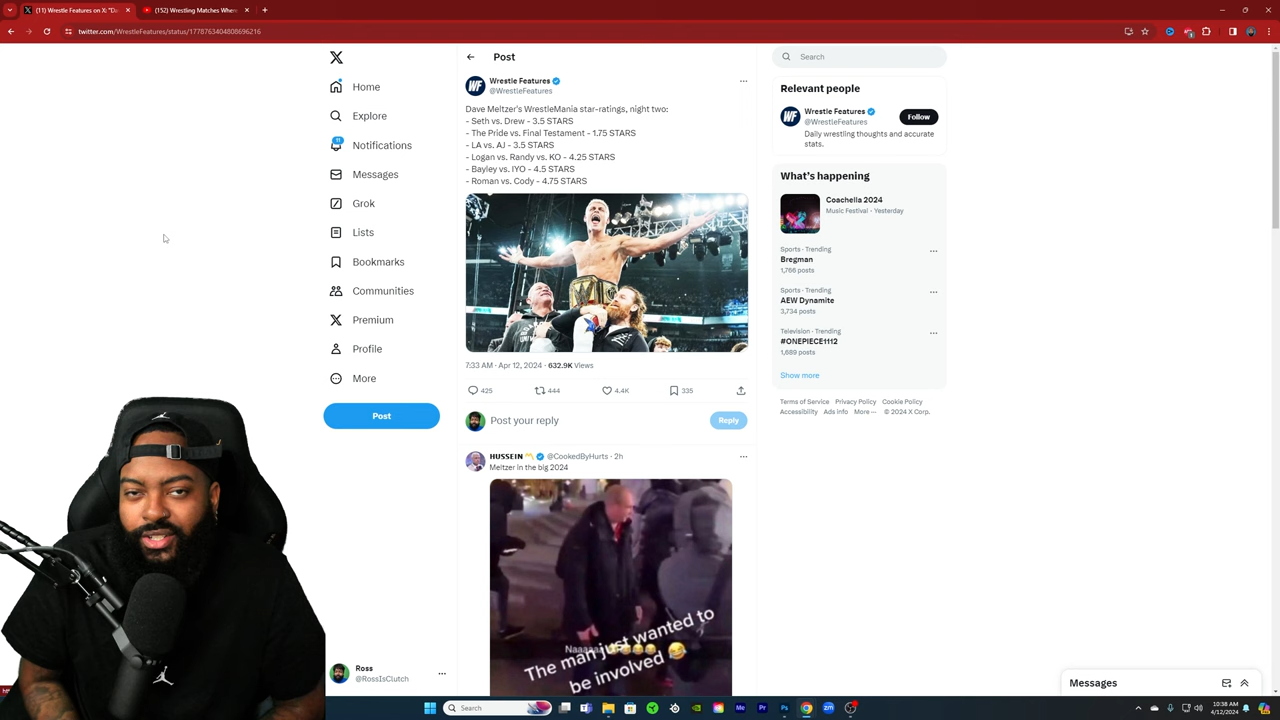 (11) Wrestle Features on X: "Da
(152) Wrestling Matches Where
twitter.com/WrestleFeatures/status/1778763404808696216
Post
Search
Home
Explore
11
Notifications
Messages
Grok
Lists
Bookmarks
Communities
Premium
Profile
More
Post
WF
Wrestle Features
@WrestleFeatures
Dave Meltzer's WrestleMania star-ratings, night two:
- Seth vs. Drew - 3.5 STARS
- The Pride vs. Final Testament - 1.75 STARS
- LA vs. AJ - 3.5 STARS
- Logan vs. Randy vs. KO - 4.25 STARS
- Bayley vs. IYO - 4.5 STARS
- Roman vs. Cody - 4.75 STARS
7:33 AM · Apr 12, 2024 · 632.9K Views
425
444
4.4K
335
Post your reply
Reply
HUSSEIN
@CookedByHurts · 2h
Meltzer in the big 2024
The man just wanted to
be involved
Relevant people
WF
Wrestle Features
@WrestleFeatures
Follow
Daily wrestling thoughts and accurate
stats.
What's happening
Coachella 2024
Music Festival · Yesterday
Sports · Trending
Bregman
1,766 posts
Sports · Trending
AEW Dynamite
3,734 posts
Television · Trending
#ONEPIECE1112
1,689 posts
Show more
Terms of Service Privacy Policy Cookie Policy
Accessibility Ads info More ··· © 2024 X Corp.
Ross
@RossIsClutch
Messages
Search
10:38 AM
4/12/2024